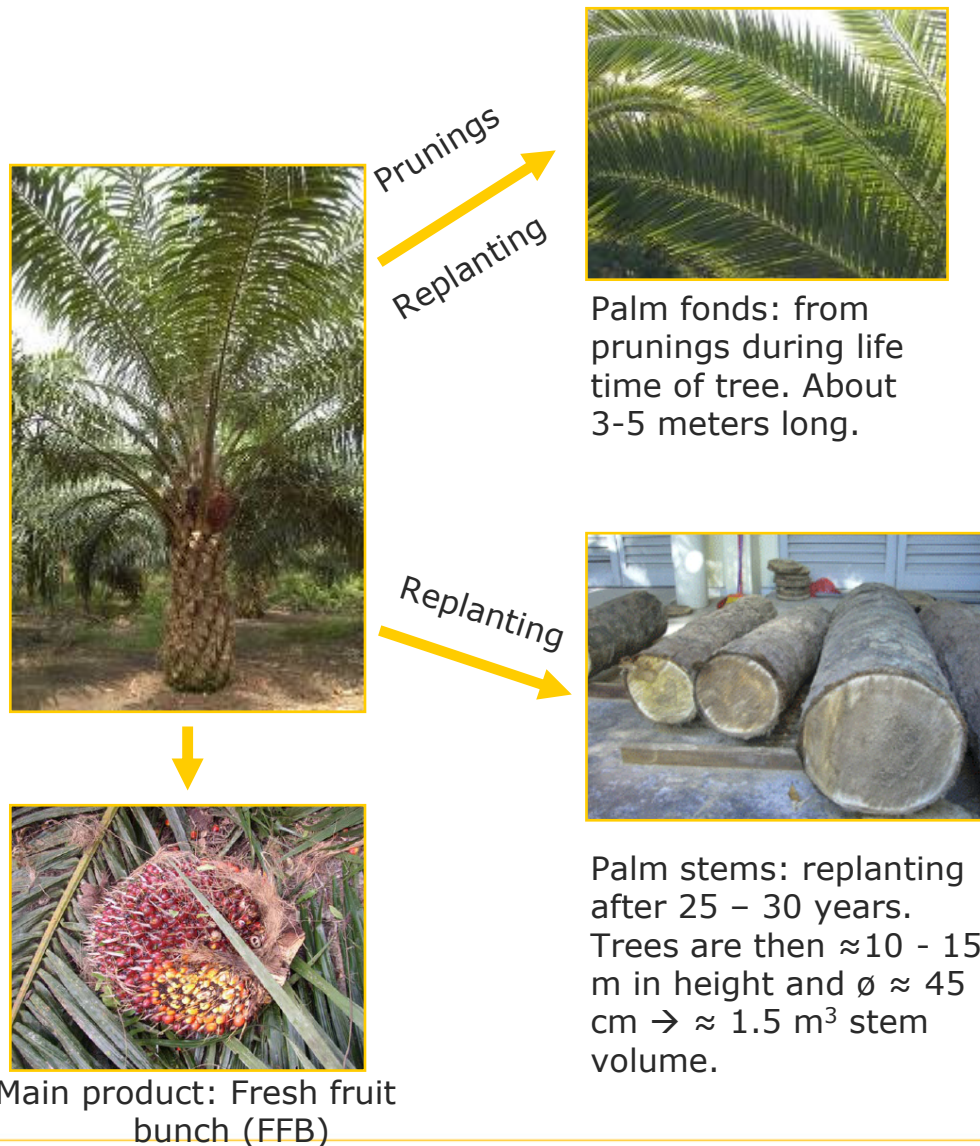 Prunings
Replanting
Palm fonds: from
prunings during life
time of tree. About
3-5 meters long.
Replanting
Palm stems: replanting
after 25 – 30 years.
Trees are then ≈10 - 15
m in height and ø ≈ 45
cm → ≈ 1.5 m³ stem
volume.
Main product: Fresh fruit
bunch (FFB)